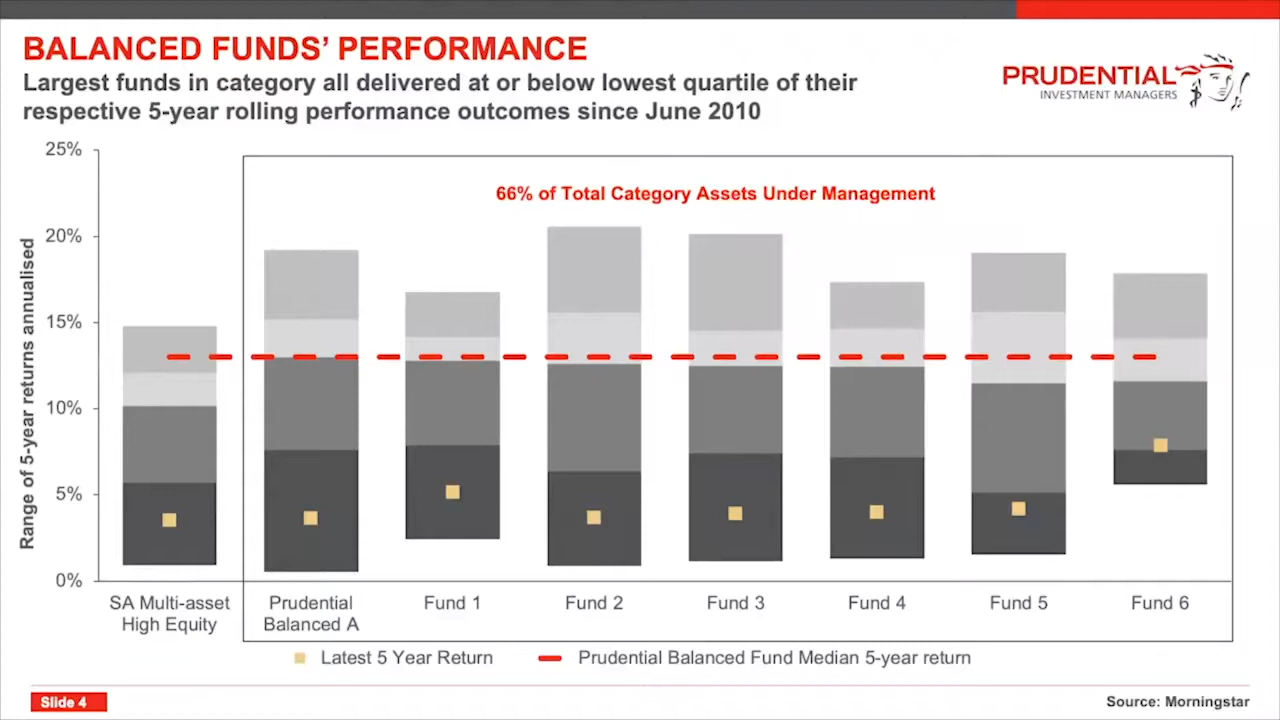 BALANCED FUNDS' PERFORMANCE
Largest funds in category all delivered at or below lowest quartile of their
respective 5-year rolling performance outcomes since June 2010
PRUDENTIAL
INVESTMENT MANAGERS
66% of Total Category Assets Under Management
Range of 5-year returns annualised
25%
20%
15%
10%
5%
0%
SA Multi-asset
High Equity
Prudential
Balanced A
Fund 1
Fund 2
Fund 3
Fund 4
Fund 5
Fund 6
Latest 5 Year Return
Prudential Balanced Fund Median 5-year return
Slide 4
Source: Morningstar